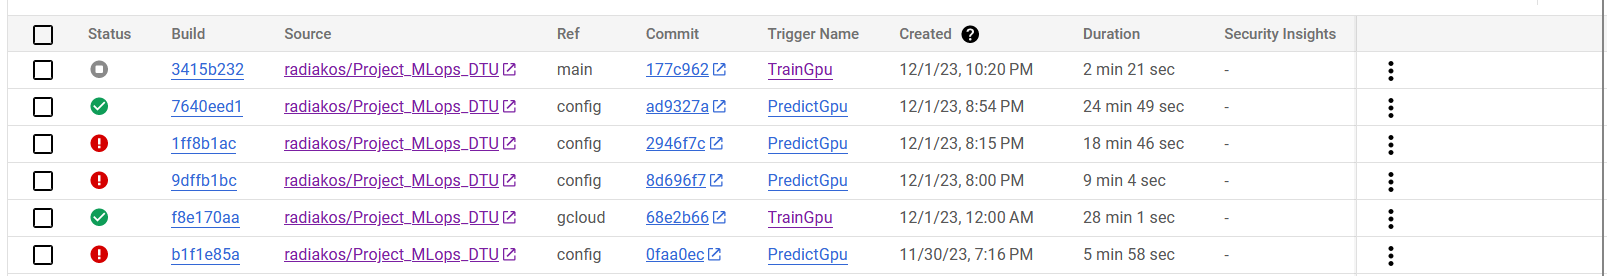 Status Build Source Ref Commit Trigger Name Created ? Duration Security Insights
3415b232 radiakos/Project_MLops_DTU main 177c962 TrainGpu 12/1/23, 10:20 PM 2 min 21 sec -
7640eed1 radiakos/Project_MLops_DTU config ad9327a PredictGpu 12/1/23, 8:54 PM 24 min 49 sec -
1ff8b1ac radiakos/Project_MLops_DTU config 2946f7c PredictGpu 12/1/23, 8:15 PM 18 min 46 sec -
9dffb1bc radiakos/Project_MLops_DTU config 8d696f7 PredictGpu 12/1/23, 8:00 PM 9 min 4 sec -
f8e170aa radiakos/Project_MLops_DTU gcloud 68e2b66 TrainGpu 12/1/23, 12:00 AM 28 min 1 sec -
b1f1e85a radiakos/Project_MLops_DTU config 0faa0ec PredictGpu 11/30/23, 7:16 PM 5 min 58 sec -